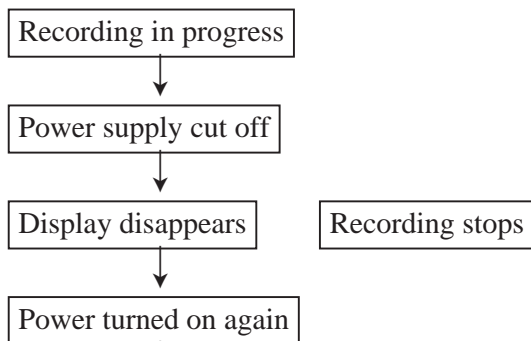 Recording in progress
Power supply cut off
Display disappears
Recording stops
Power turned on again